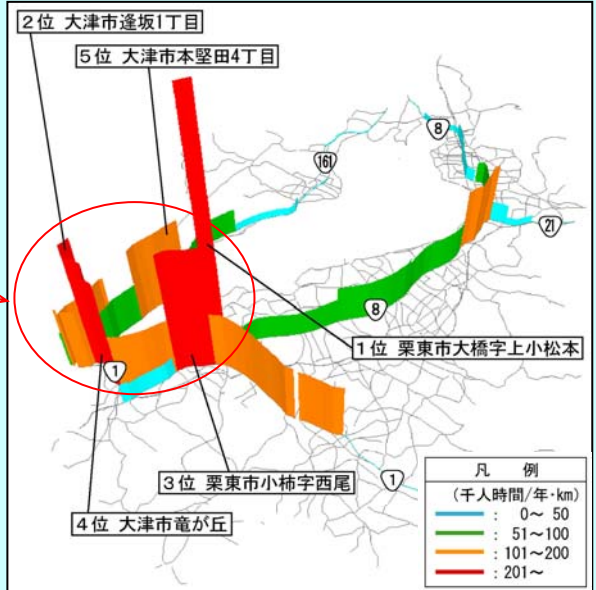 2位 大津市逢坂1丁目
5位 大津市本堅田4丁目
8
161
21
8
1位 栗東市大橋字上小松本
1
3位 栗東市小柿字西尾
1
4位 大津市竜が丘
凡 例
(千人時間/年・km)
: 0～ 50
: 51～100
: 101～200
: 201～